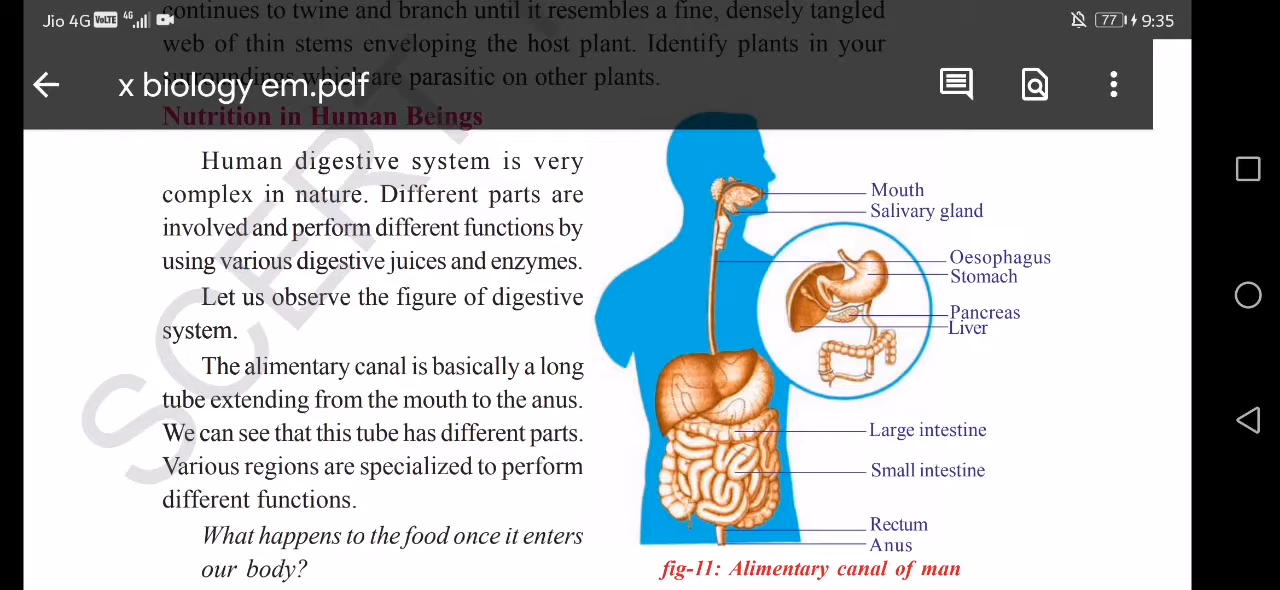 Jio 4G VoLTE 4G
77 9:35
continues to twine and branch until it resembles a fine, densely tangled
web of thin stems enveloping the host plant. Identify plants in your
surroundings which are parasitic on other plants.
x biology em.pdf
Nutrition in Human Beings
Human digestive system is very
complex in nature. Different parts are
involved and perform different functions by
using various digestive juices and enzymes.
Let us observe the figure of digestive
system.
The alimentary canal is basically a long
tube extending from the mouth to the anus.
We can see that this tube has different parts.
Various regions are specialized to perform
different functions.
What happens to the food once it enters
our body?
Mouth
Salivary gland
Oesophagus
Stomach
Pancreas
Liver
Large intestine
Small intestine
Rectum
Anus
fig-11: Alimentary canal of man
SCERT